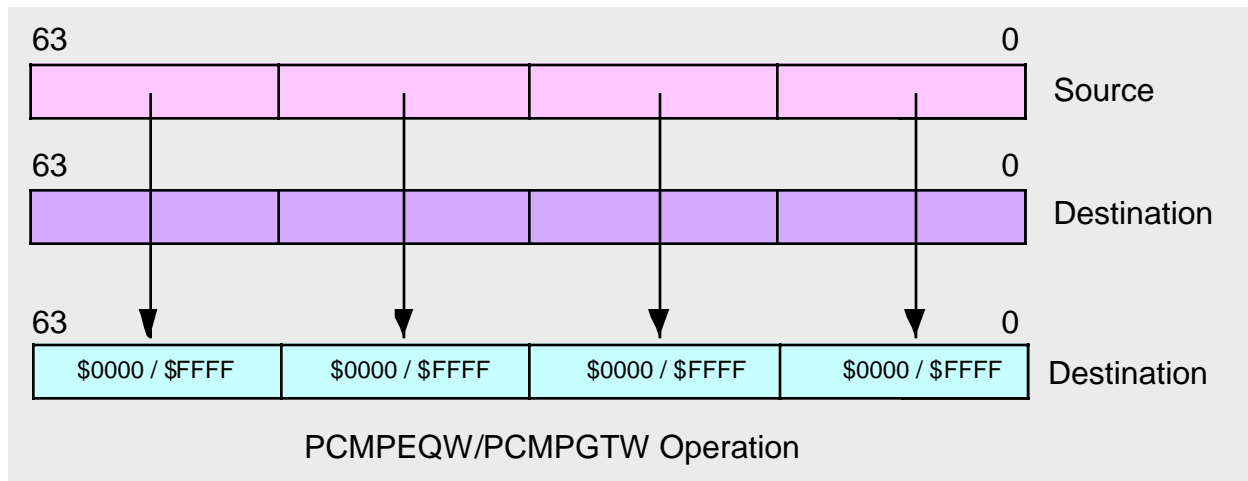 63 0
Source
63 0
Destination
63 0
$0000 / $FFFF $0000 / $FFFF $0000 / $FFFF $0000 / $FFFF
Destination
PCMPEQW/PCMPGTW Operation